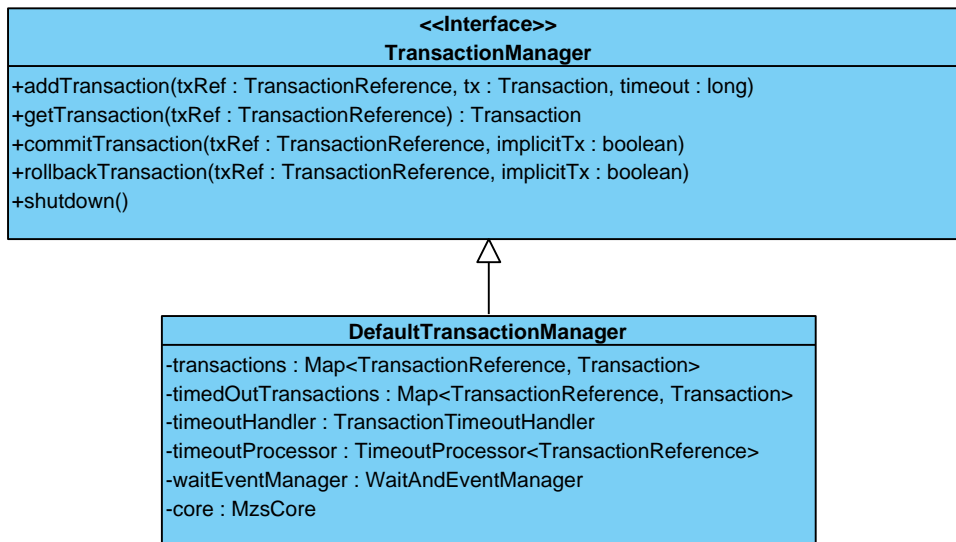 <<Interface>>
TransactionManager
+addTransaction(txRef : TransactionReference, tx : Transaction, timeout : long)
+getTransaction(txRef : TransactionReference) : Transaction
+commitTransaction(txRef : TransactionReference, implicitTx : boolean)
+rollbackTransaction(txRef : TransactionReference, implicitTx : boolean)
+shutdown()
DefaultTransactionManager
-transactions : Map<TransactionReference, Transaction>
-timedOutTransactions : Map<TransactionReference, Transaction>
-timeoutHandler : TransactionTimeoutHandler
-timeoutProcessor : TimeoutProcessor<TransactionReference>
-waitEventManager : WaitAndEventManager
-core : MzsCore